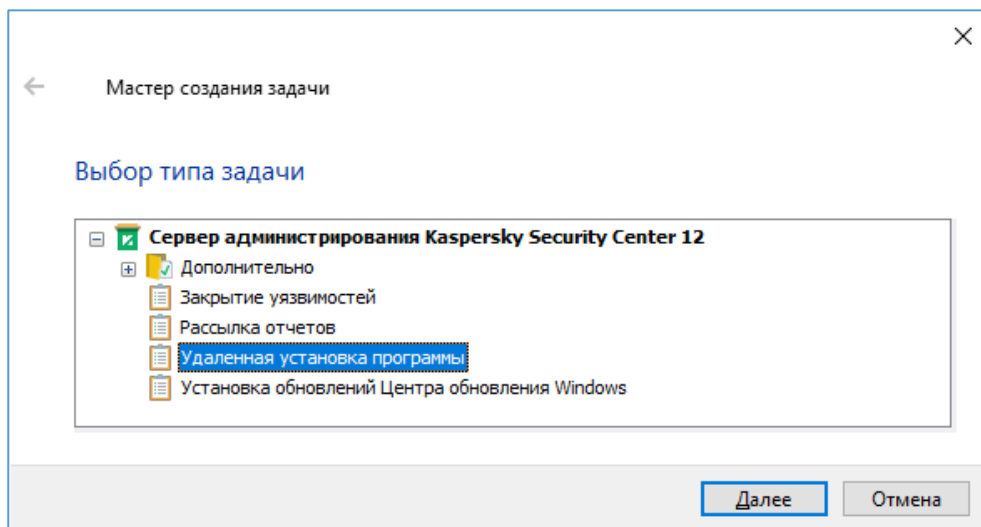 Мастер создания задачи
Выбор типа задачи
Сервер администрирования Kaspersky Security Center 12
Дополнительно
Закрытие уязвимостей
Рассылка отчетов
Удаленная установка программы
Установка обновлений Центра обновления Windows
Далее Отмена